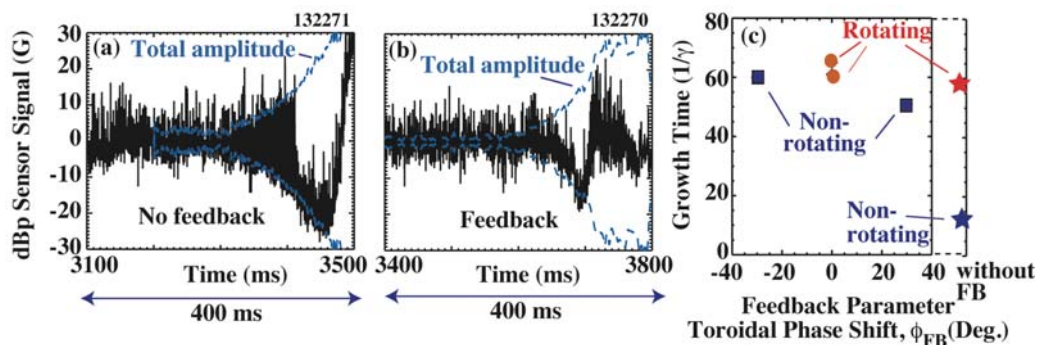 132271
132270
(a)
(b)
(c)
Total amplitude
Total amplitude
No feedback
Feedback
dBp Sensor Signal (G)
30
20
10
0
-10
-20
-30
3100
Time (ms)
3500
3400
Time (ms)
3800
400 ms
400 ms
Growth Time (1/γ)
80
60
40
20
0
Rotating
Non-
rotating
Non-
rotating
-40
-20
0
20
40
without
FB
Feedback Parameter
Toroidal Phase Shift, ϕFB(Deg.)